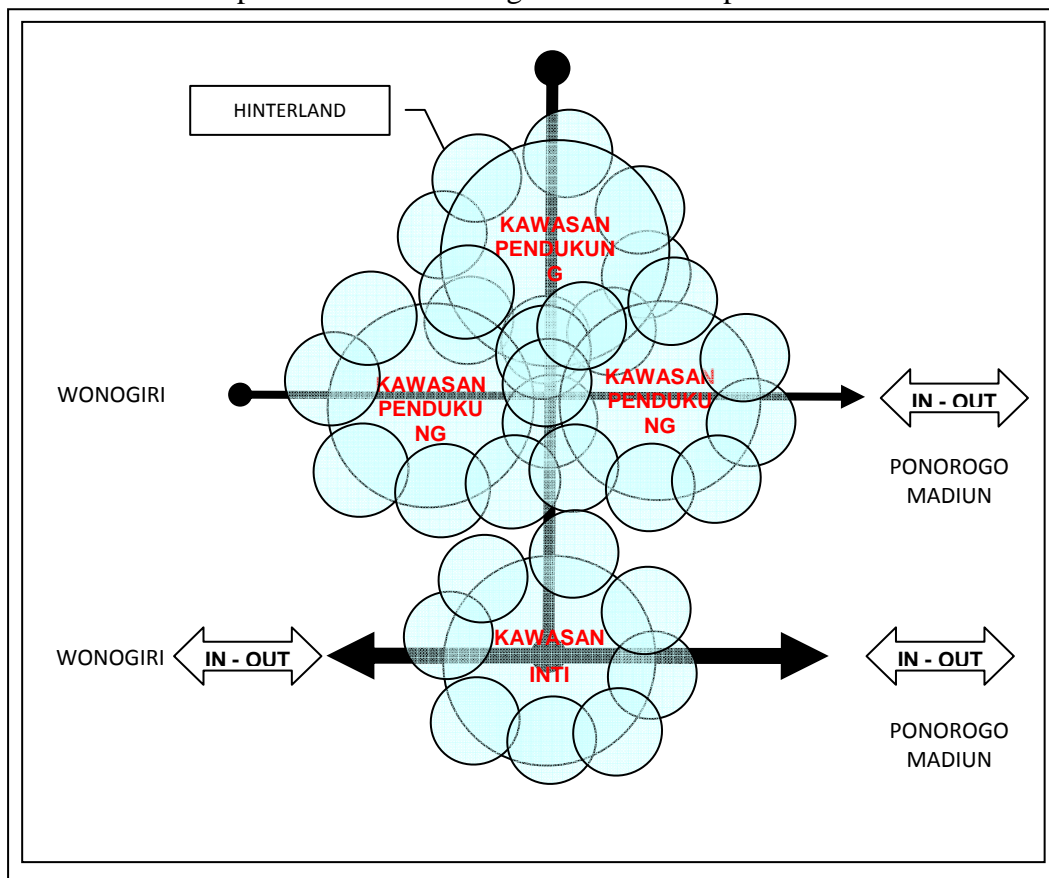 HINTERLAND
KAWASAN
PENDUKUN
G
WONOGIRI
KAWASAN
PENDUKU
NG
KAWASAN
PENDUKU
NG
IN - OUT
PONOROGO
MADIUN
WONOGIRI
IN - OUT
KAWASAN
INTI
IN - OUT
PONOROGO
MADIUN